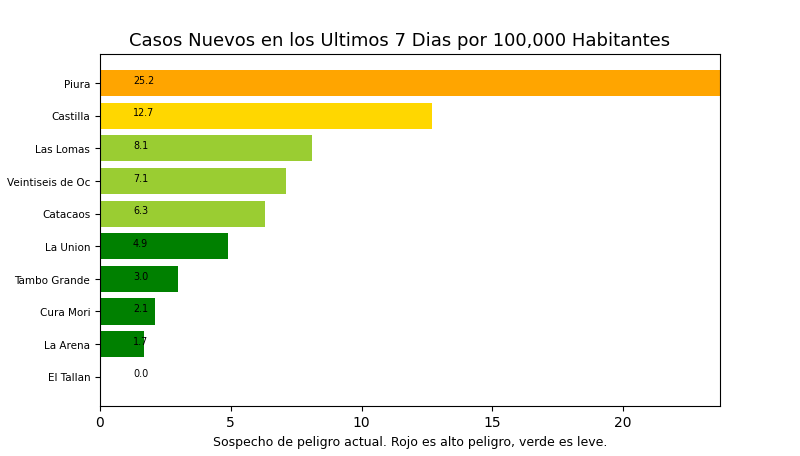 Casos Nuevos en los Ultimos 7 Dias por 100,000 Habitantes
Piura 25.2
Castilla 12.7
Las Lomas 8.1
Veintiseis de Oc 7.1
Catacaos 6.3
La Union 4.9
Tambo Grande 3.0
Cura Mori 2.1
La Arena 1.7
El Tallan 0.0
0 5 10 15 20
Sospecho de peligro actual. Rojo es alto peligro, verde es leve.